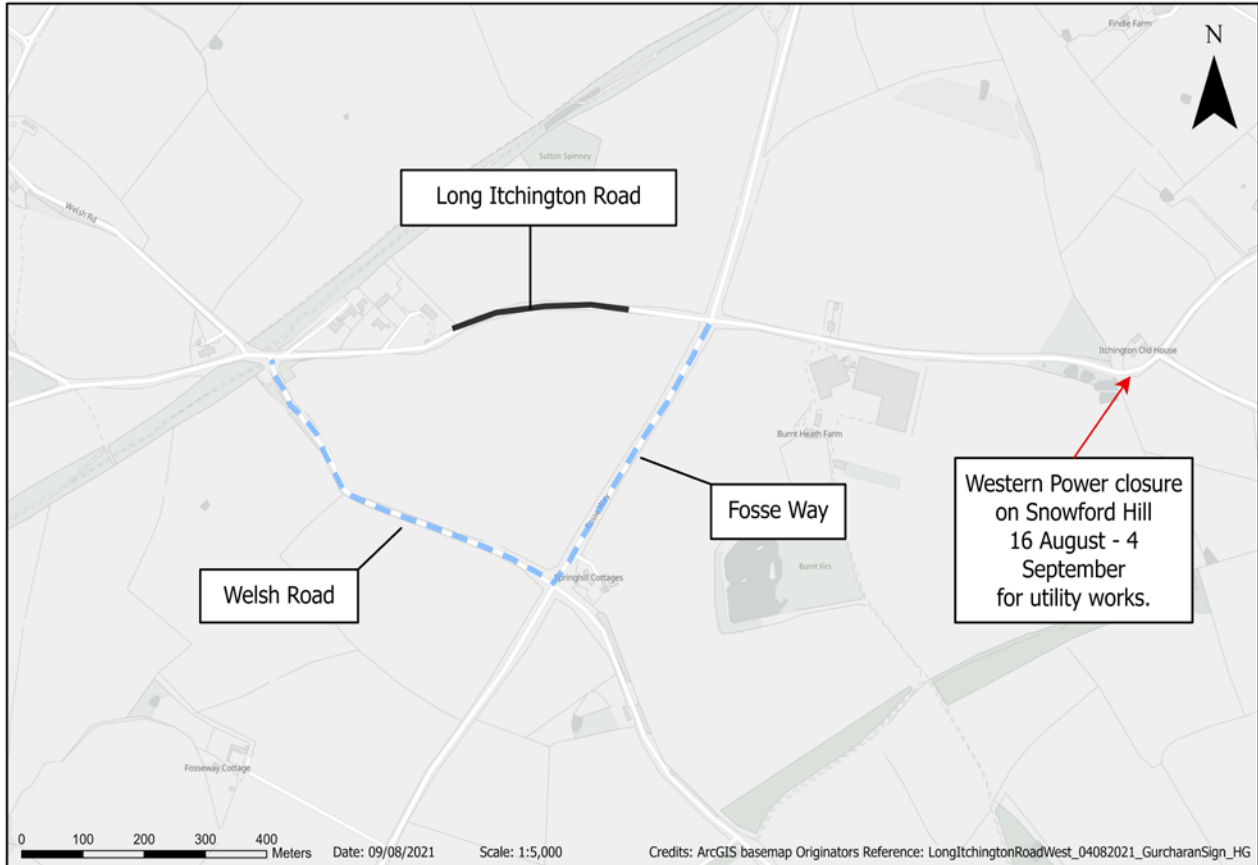 Findle Farm
N
Sutton Spinney
Long Itchington Road
Welsh Rd
Itchington Old House
Burnt Heath Farm
Western Power closure
on Snowford Hill
16 August - 4
September
for utility works.
Fosse Way
Fosse Way
Burnt Firs
Springhill Cottages
Welsh Road
Fosseway Cottage
0 100 200 300 400
Meters
Date: 09/08/2021
Scale: 1:5,000
Credits: ArcGIS basemap Originators Reference: LongItchingtonRoadWest_04082021_GurcharanSign_HG